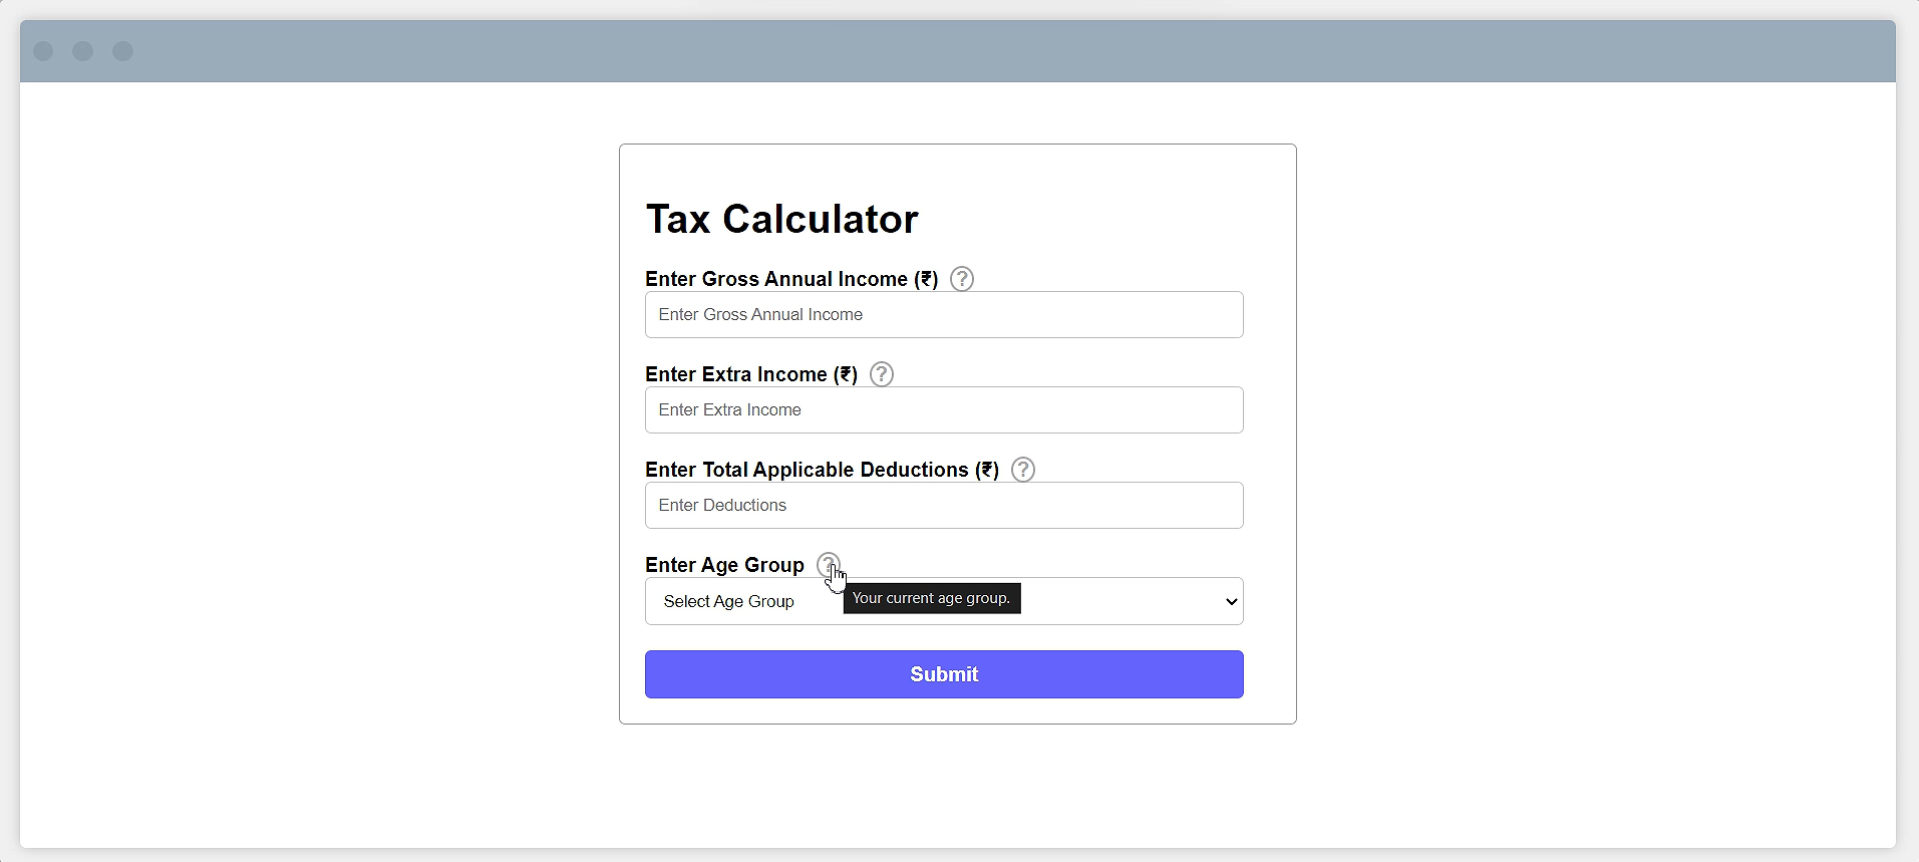 Tax Calculator
Enter Gross Annual Income (₹) ?
Enter Gross Annual Income
Enter Extra Income (₹) ?
Enter Extra Income
Enter Total Applicable Deductions (₹) ?
Enter Deductions
Enter Age Group ?
Select Age Group
Your current age group.
Submit